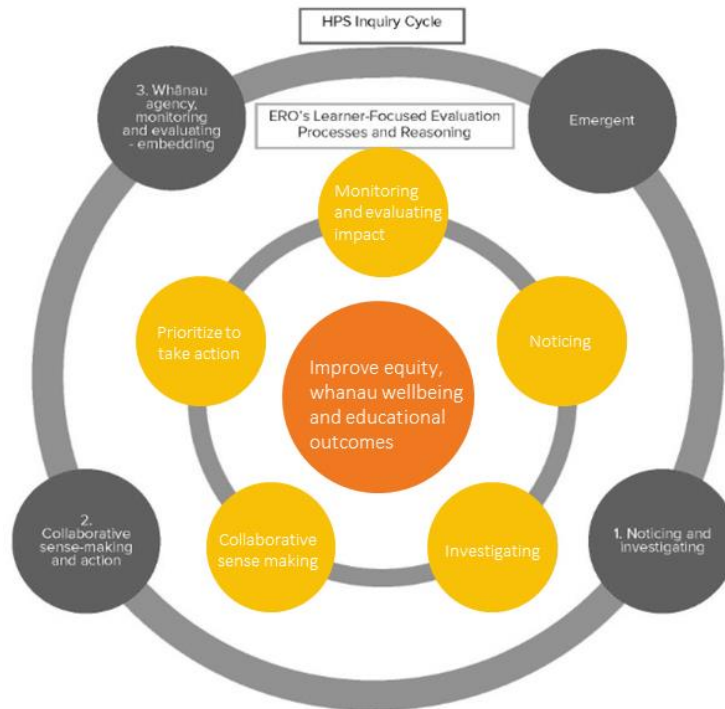 HPS Inquiry Cycle
3. Whānau
agency,
monitoring
and evaluating
- embedding
Emergent
ERO's Learner-Focused Evaluation
Processes and Reasoning
Monitoring
and evaluating
impact
Prioritize to
take action
Noticing
Improve equity,
whanau wellbeing
and educational
outcomes
2.
Collaborative
sense-making
and action
Collaborative
sense making
Investigating
1. Noticing and
investigating